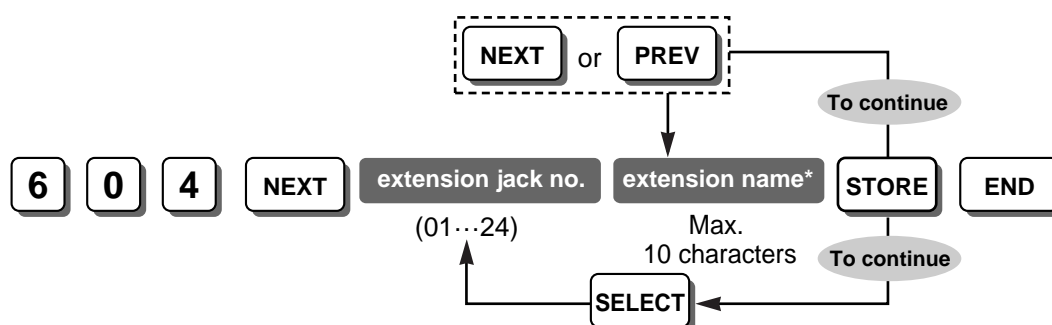 NEXT or PREV
To continue
6 0 4 NEXT extension jack no. extension name* STORE END
(01···24) Max.
10 characters To continue
SELECT